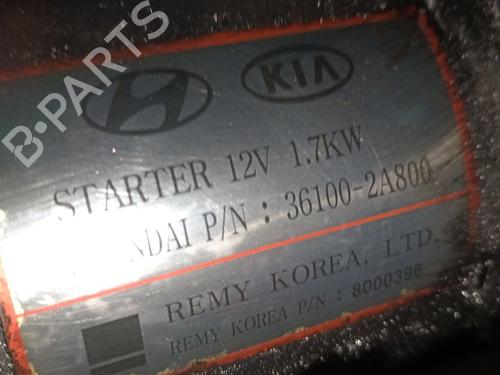 B-PARTS
KIA
STARTER 12V 1.7KW
NDAI P/N : 36100-2A800
REMY KOREA, LTD.
REMY KOREA P/N : 8000396